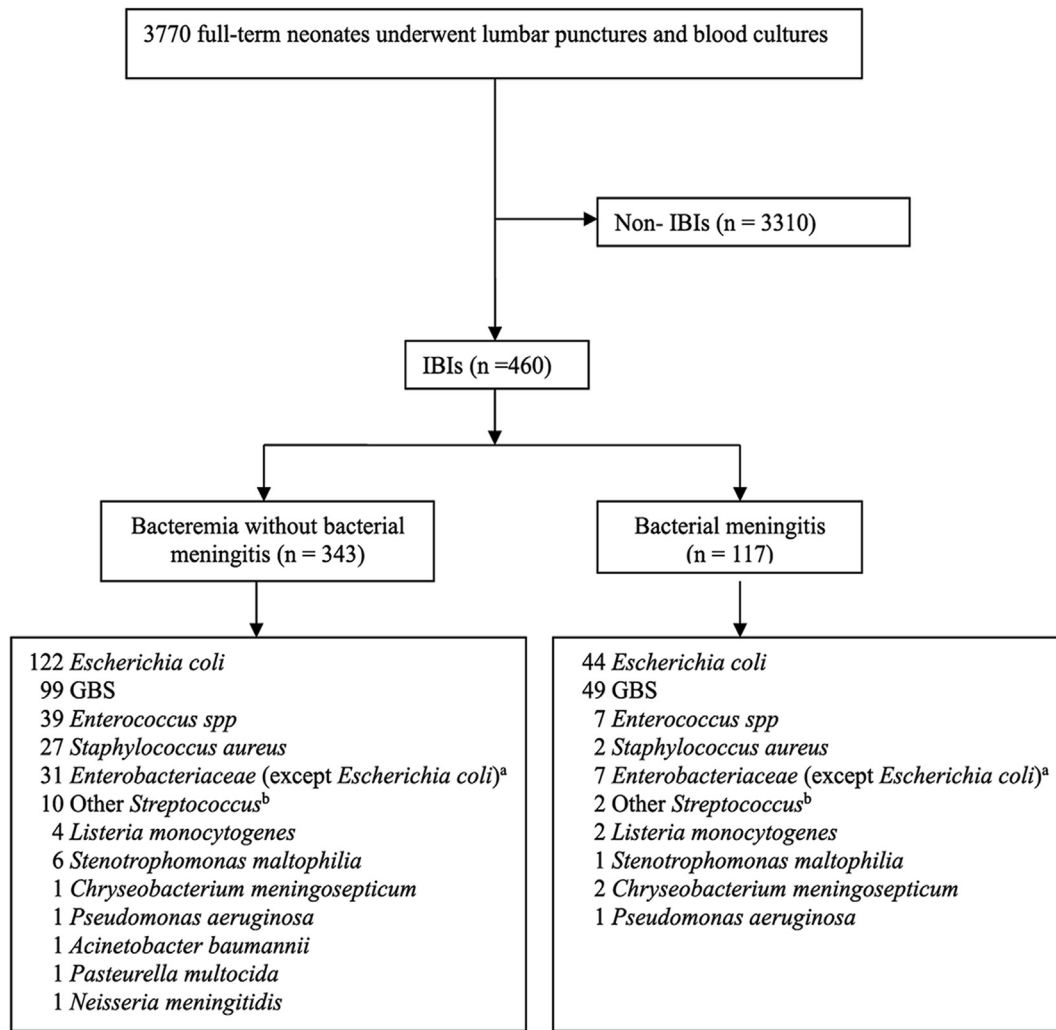 3770 full-term neonates underwent lumbar punctures and blood cultures
Non- IBIs (n = 3310)
IBIs (n =460)
Bacteremia without bacterial
meningitis (n = 343)
Bacterial meningitis
(n = 117)
122 Escherichia coli
99 GBS
39 Enterococcus spp
27 Staphylococcus aureus
31 Enterobacteriaceae (except Escherichia coli)ᵃ
10 Other Streptococcusᵇ
4 Listeria monocytogenes
6 Stenotrophomonas maltophilia
1 Chryseobacterium meningosepticum
1 Pseudomonas aeruginosa
1 Acinetobacter baumannii
1 Pasteurella multocida
1 Neisseria meningitidis
44 Escherichia coli
49 GBS
7 Enterococcus spp
2 Staphylococcus aureus
7 Enterobacteriaceae (except Escherichia coli)ᵃ
2 Other Streptococcusᵇ
2 Listeria monocytogenes
1 Stenotrophomonas maltophilia
2 Chryseobacterium meningosepticum
1 Pseudomonas aeruginosa